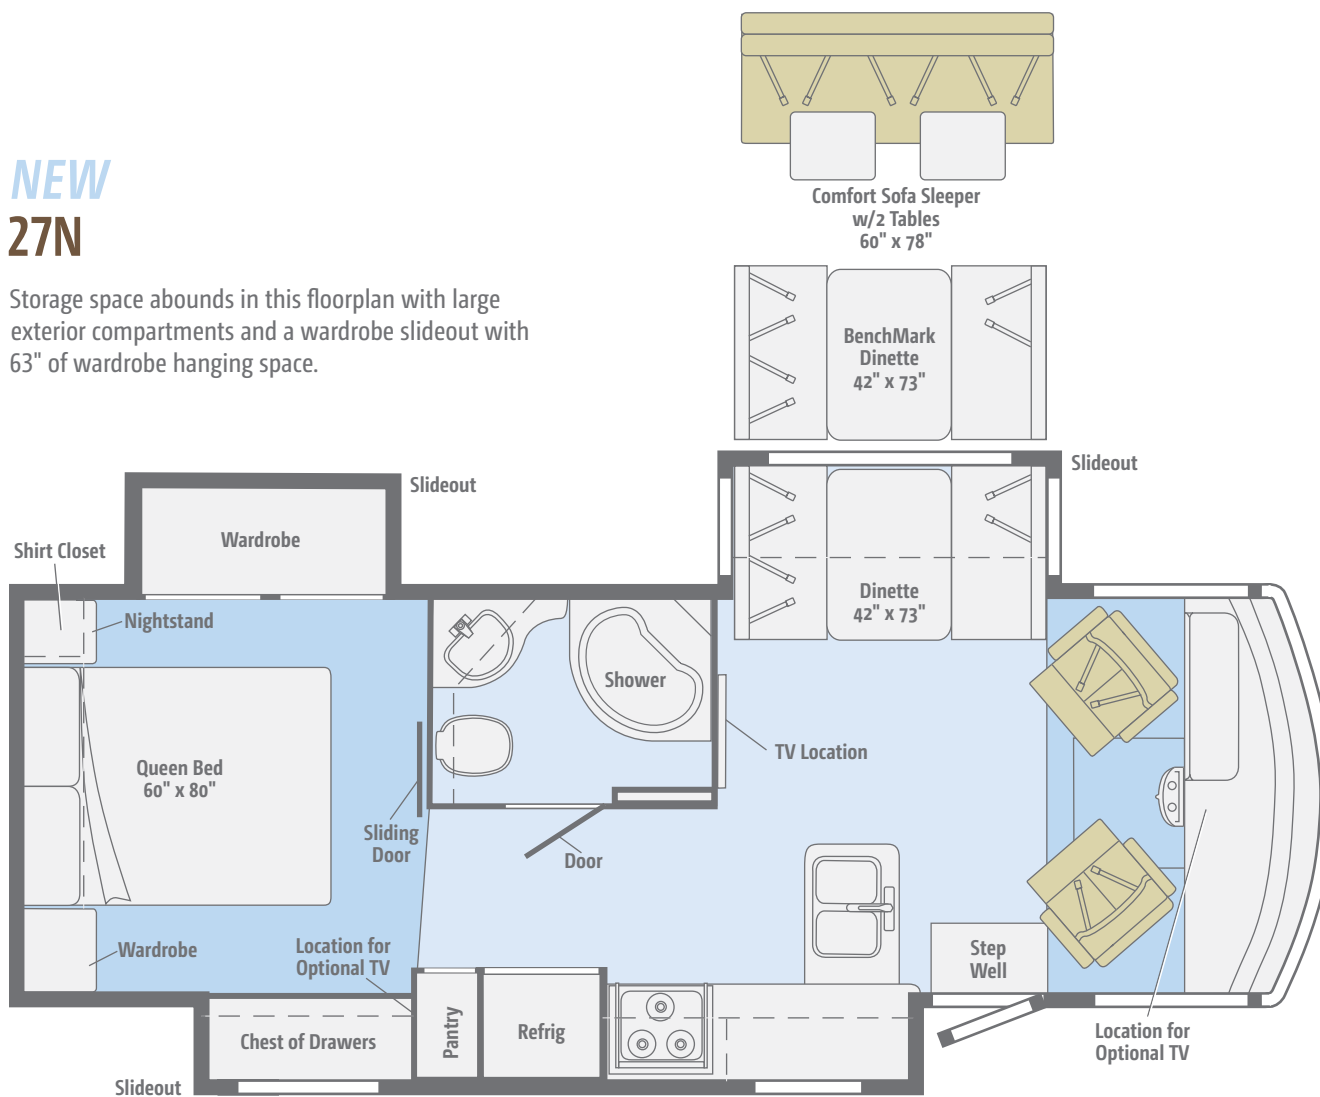 Comfort Sofa Sleeper
w/2 Tables
60" x 78"
NEW
27N
Storage space abounds in this floorplan with large
exterior compartments and a wardrobe slideout with
63" of wardrobe hanging space.
BenchMark
Dinette
42" x 73"
Slideout
Slideout
Wardrobe
Shirt Closet
Nightstand
Dinette
42" x 73"
Shower
TV Location
Queen Bed
60" x 80"
Sliding
Door
Door
Wardrobe
Location for
Optional TV
Step
Well
Chest of Drawers
Pantry
Refrig
Location for
Optional TV
Slideout